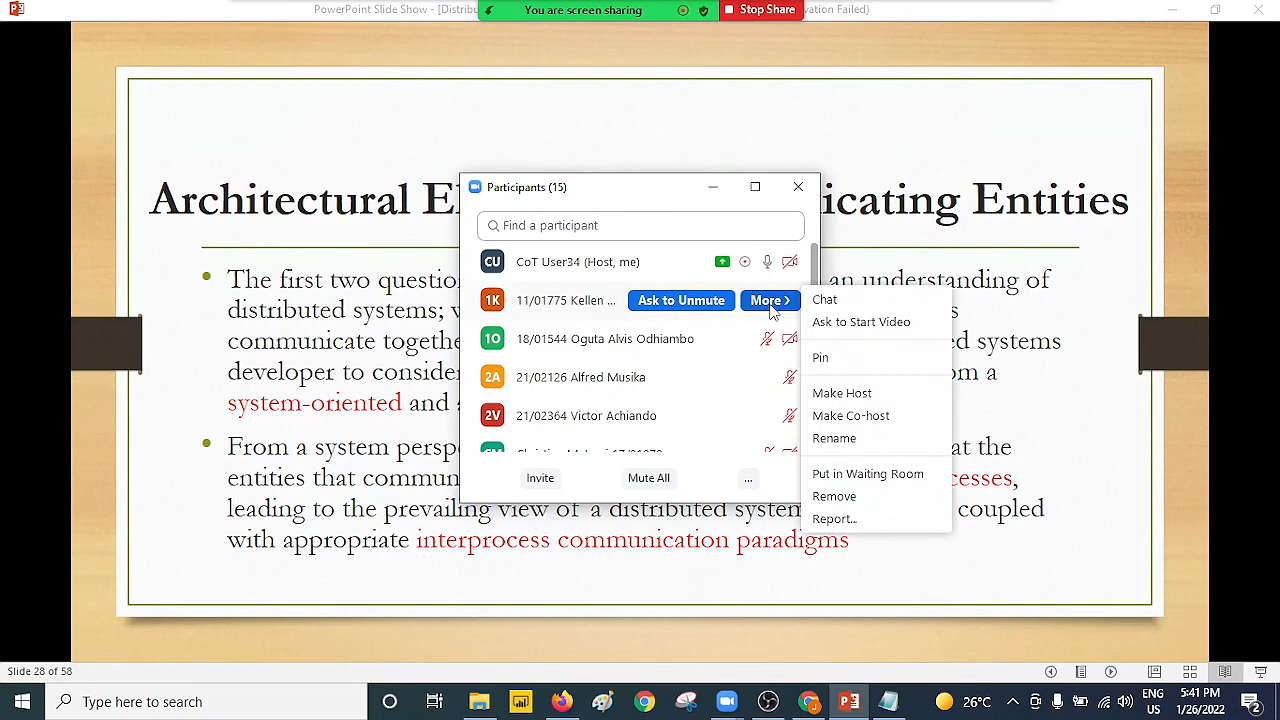 PowerPoint Slide Show - [Distribu
You are screen sharing
Stop Share
vation Failed)
Architectural El
icating Entities
Participants (15)
Find a participant
CU CoT User34 (Host, me)
1K 11/01775 Kellen ... Ask to Unmute More >
1O 18/01544 Oguta Alvis Odhiambo
2A 21/02126 Alfred Musika
2V 21/02364 Victor Achiando
Invite Mute All ...
Chat
Ask to Start Video
Pin
Make Host
Make Co-host
Rename
Put in Waiting Room
Remove
Report...
The first two questio
an understanding of
distributed systems; w
communicate togethe
ed systems
developer to conside
om a
system-oriented and a
From a system perspe
at the
entities that commun
cesses,
leading to the prevailing view of a distributed system
coupled
with appropriate interprocess communication paradigms
Slide 28 of 58
Type here to search
26°C
ENG
US
5:41 PM
1/26/2022
2